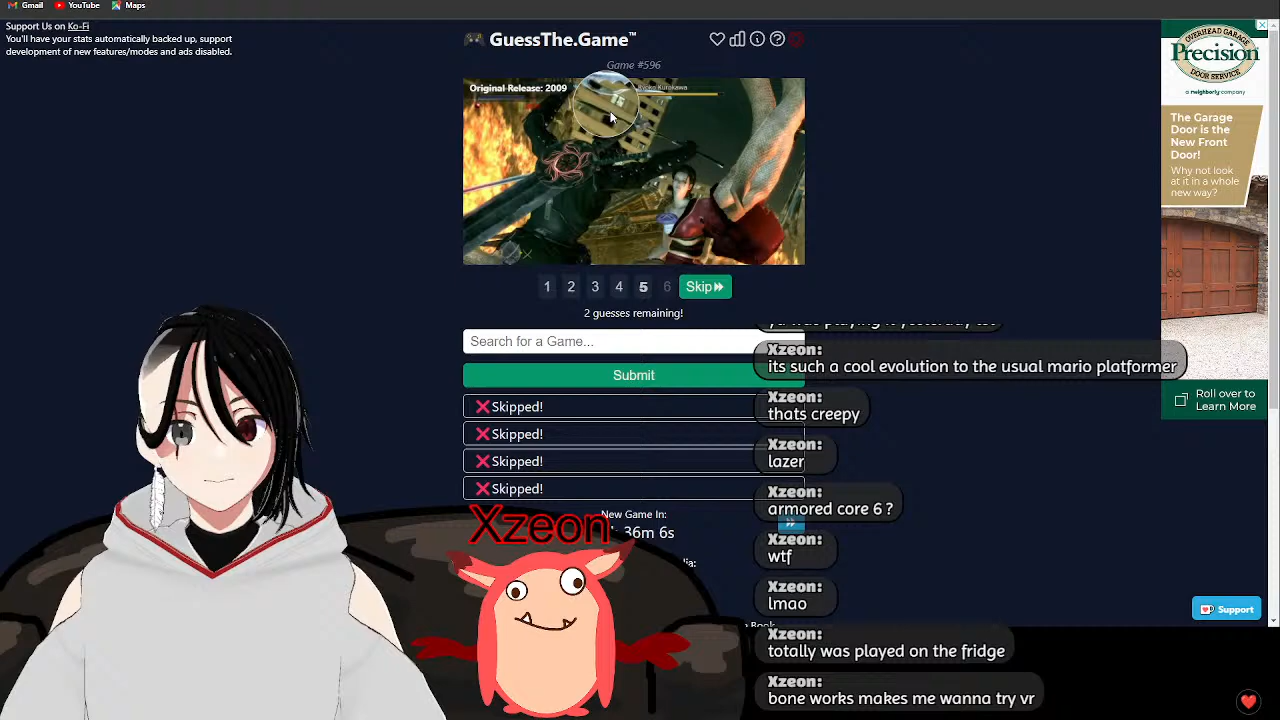 Gmail YouTube Maps
Support Us on Ko-Fi
You'll have your stats automatically backed up, support
development of new features/modes and ads disabled.
GuessThe.Game™
Game #596
Original Release: 2009
Kyoko Kurokawa
1 2 3 4 5 6 Skip
2 guesses remaining!
Search for a Game...
Submit
Skipped!
Skipped!
Skipped!
Skipped!
New Game In:
36m 6s
Xzeon
Xzeon:
its such a cool evolution to the usual mario platformer
Xzeon:
thats creepy
Xzeon:
lazer
Xzeon:
armored core 6 ?
Xzeon:
wtf
Xzeon:
lmao
Xzeon:
totally was played on the fridge
Xzeon:
bone works makes me wanna try vr
OVERHEAD GARAGE
Precision
DOOR SERVICE
a neighborly company
The Garage
Door is the
New Front
Door!
Why not look
at it in a whole
new way?
Roll over to
Learn More
Support